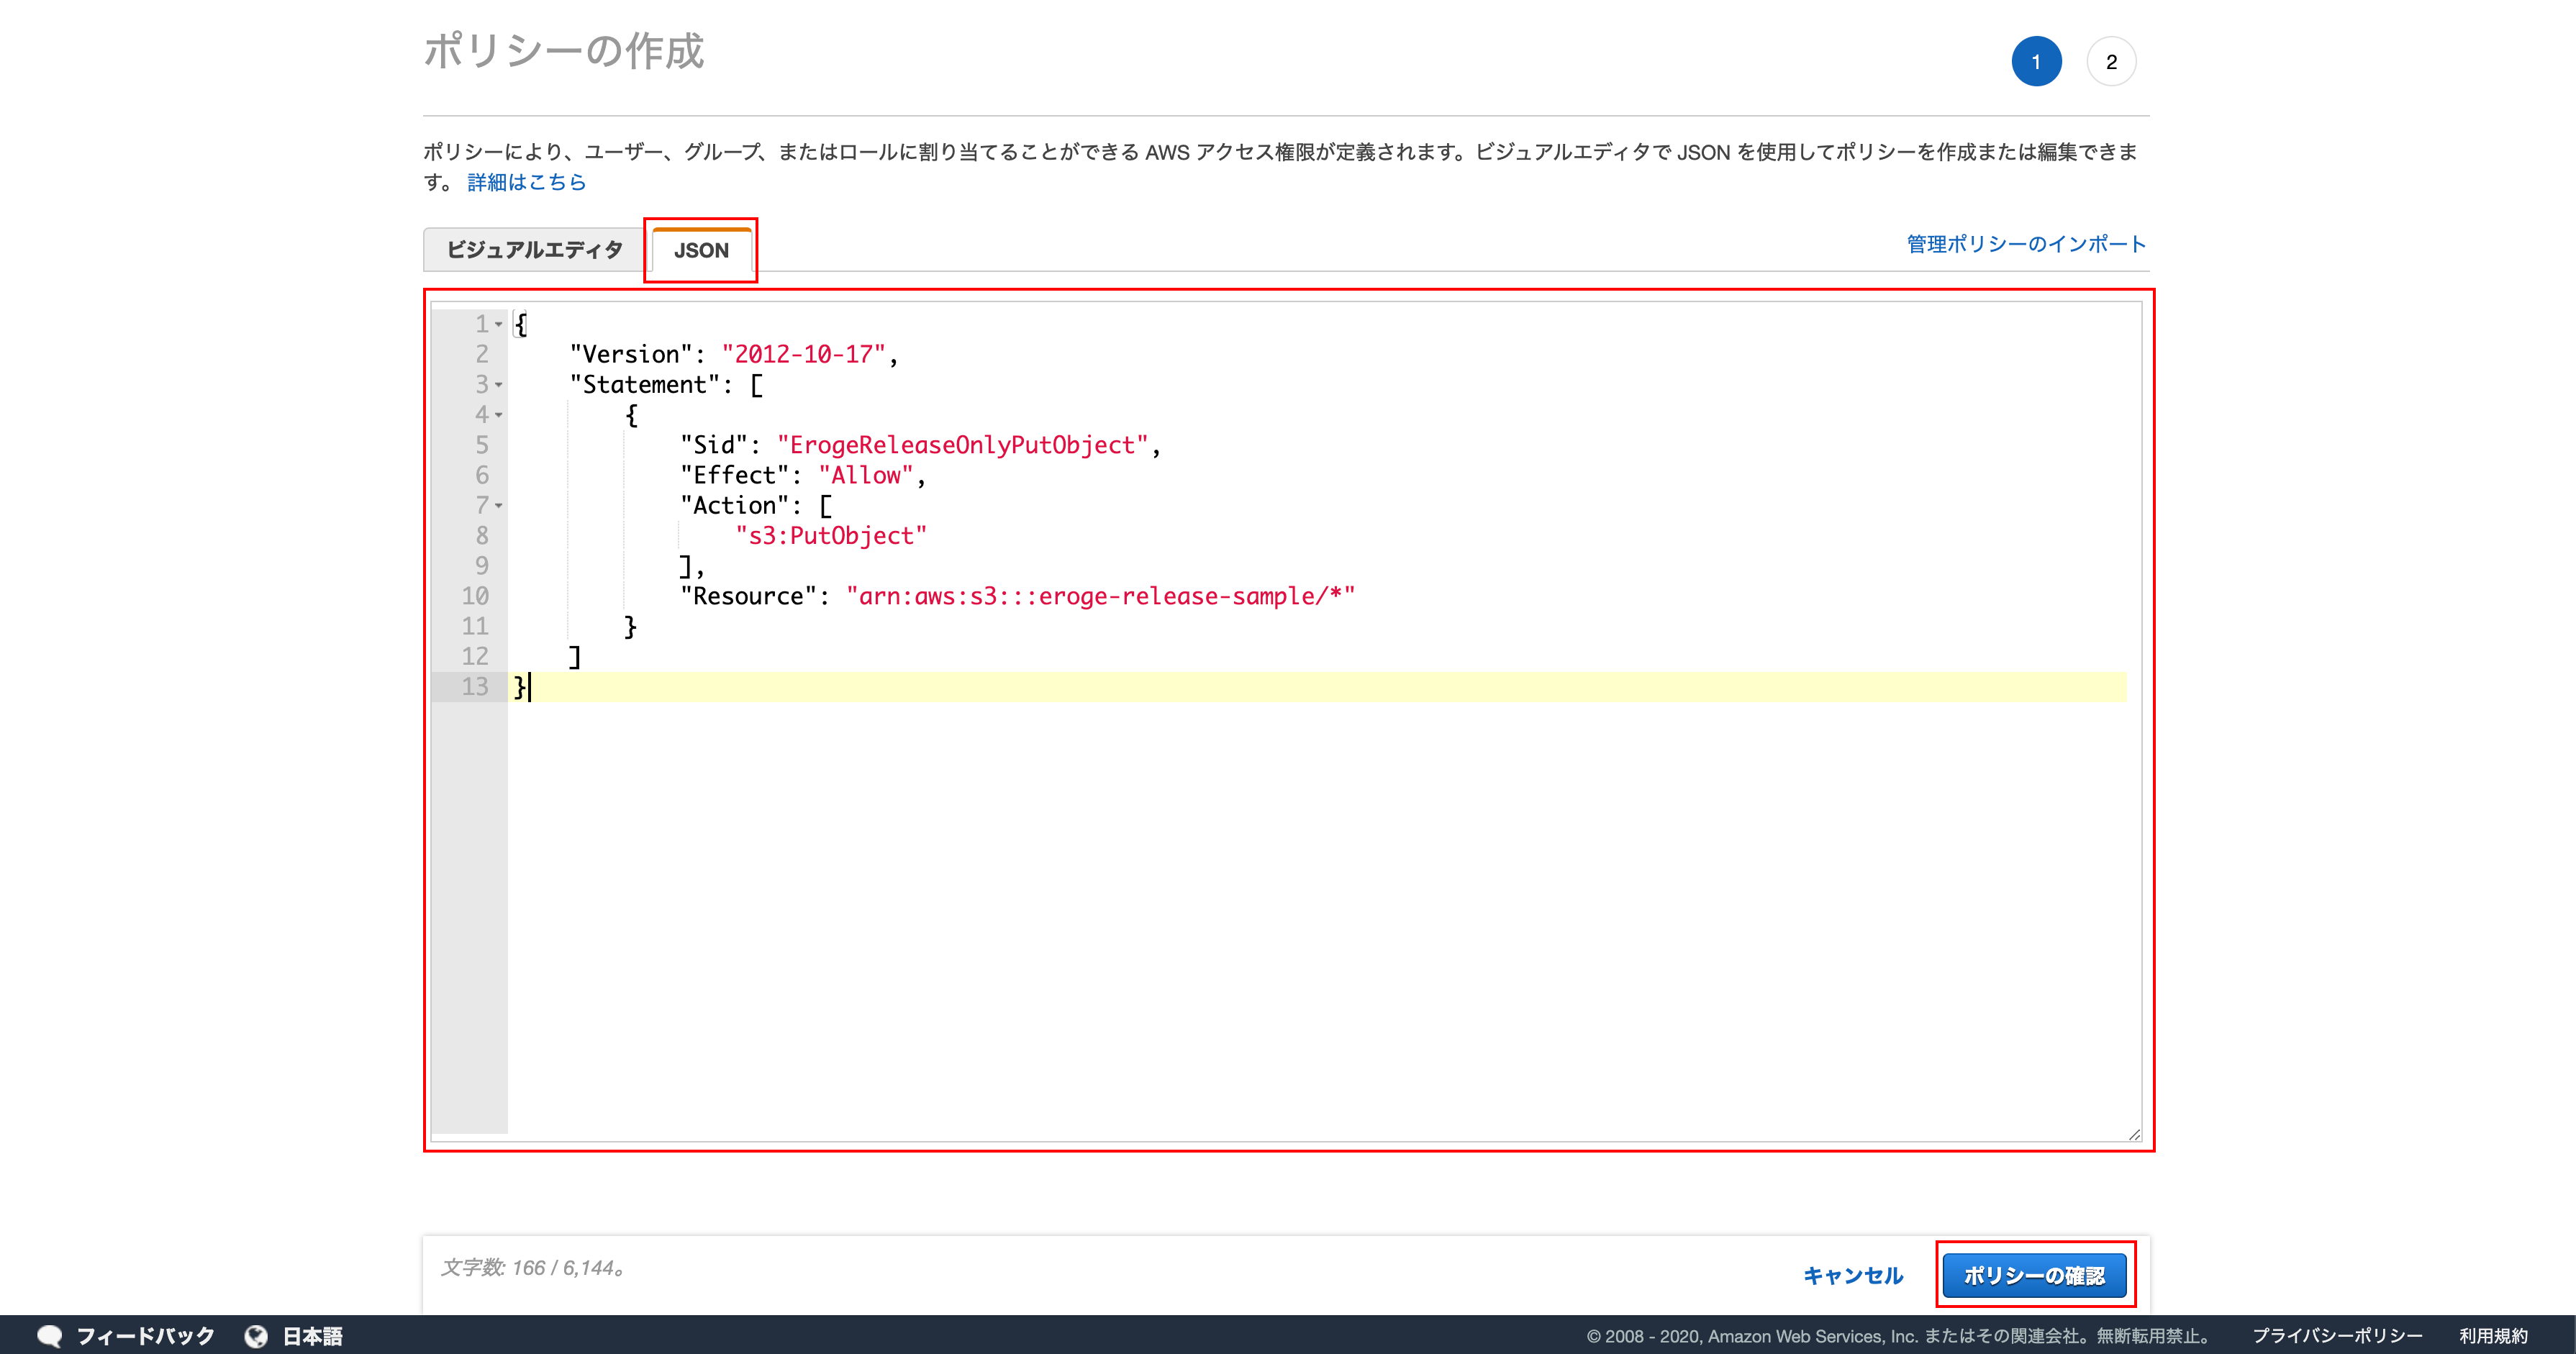 ポリシーの作成
1
2
ポリシーにより、ユーザー、グループ、またはロールに割り当てることができる AWS アクセス権限が定義されます。ビジュアルエディタで JSON を使用してポリシーを作成または編集できま
す。 詳細はこちら
ビジュアルエディタ
JSON
管理ポリシーのインポート
1 {
2     "Version": "2012-10-17",
3     "Statement": [
4         {
5             "Sid": "ErogeReleaseOnlyPutObject",
6             "Effect": "Allow",
7             "Action": [
8                 "s3:PutObject"
9             ],
10             "Resource": "arn:aws:s3:::eroge-release-sample/*"
11         }
12     ]
13 }
文字数: 166 / 6,144。
キャンセル
ポリシーの確認
フィードバック
日本語
© 2008 - 2020, Amazon Web Services, Inc. またはその関連会社。無断転用禁止。
プライバシーポリシー
利用規約